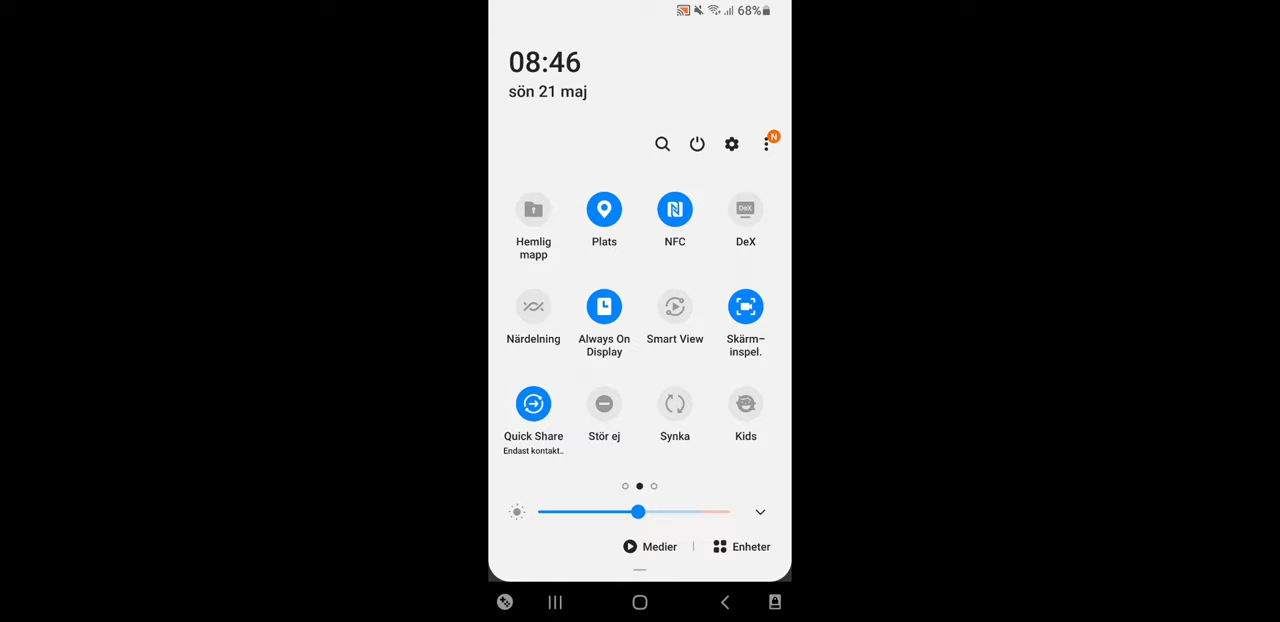 68%
08:46
sön 21 maj
N
Hemlig
mapp
Plats
NFC
DeX
DeX
Närdelning
Always On
Display
Smart View
Skärm–
inspel.
Quick Share
Endast kontakt..
Stör ej
Synka
Kids
Medier
Enheter